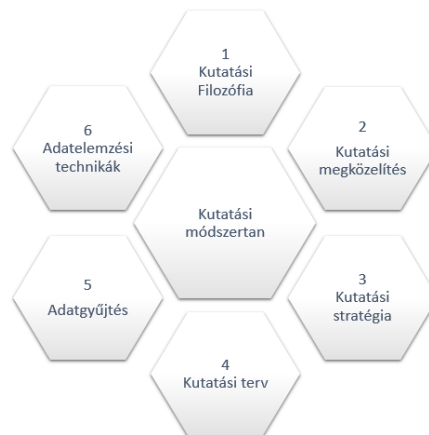 1
Kutatási
Filozófia
2
Kutatási
megközelítés
3
Kutatási
stratégia
4
Kutatási terv
5
Adatgyűjtés
6
Adatelemzési
technikák
Kutatási
módszertan